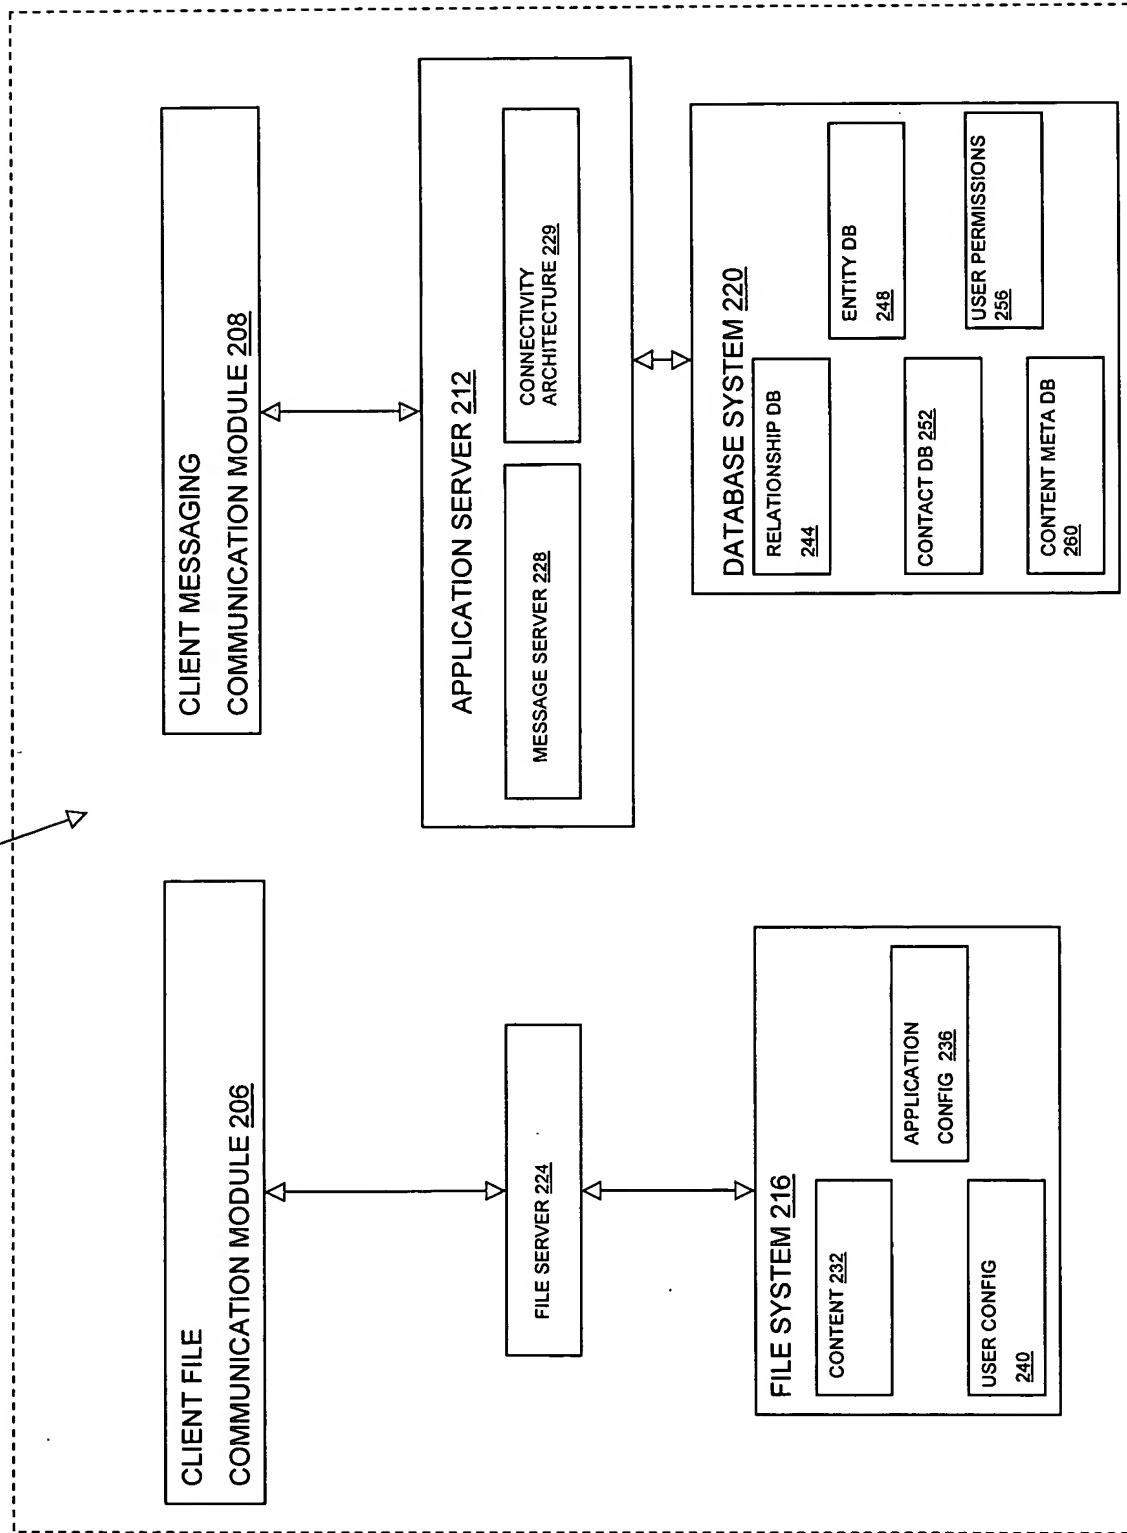 CLIENT FILE
COMMUNICATION MODULE 206
FILE SERVER 224
FILE SYSTEM 216
CONTENT 232
APPLICATION
CONFIG 236
USER CONFIG
240
CLIENT MESSAGING
COMMUNICATION MODULE 208
APPLICATION SERVER 212
MESSAGE SERVER 228
CONNECTIVITY
ARCHITECTURE 229
DATABASE SYSTEM 220
RELATIONSHIP DB
244
ENTITY DB
248
CONTACT DB 252
USER PERMISSIONS
256
CONTENT META DB
260